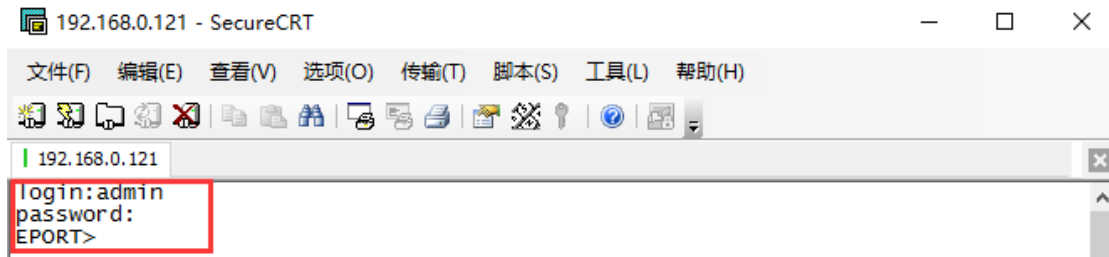 192.168.0.121 - SecureCRT
文件(F) 编辑(E) 查看(V) 选项(O) 传输(T) 脚本(S) 工具(L) 帮助(H)
192.168.0.121
login:admin
password:
EPORT>